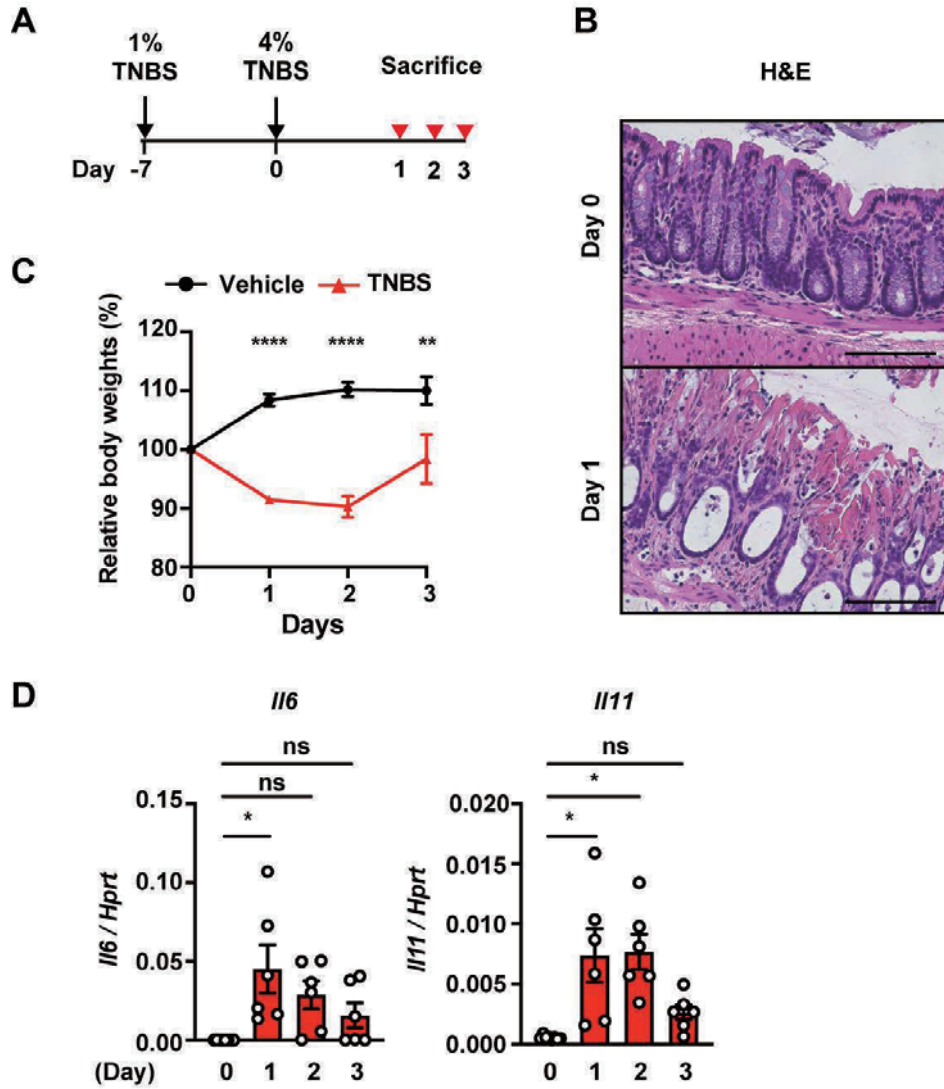 A
1%
TNBS
4%
TNBS
Sacrifice
Day -7 0 1 2 3
B
H&E
Day 0
Day 1
C
Vehicle TNBS
Relative body weights (%)
120
110
100
90
80
**** **** **
0 1 2 3
Days
D
Il6
ns
ns
*
Il6 / Hprt
0.15
0.10
0.05
0.00
(Day) 0 1 2 3
Il11
ns
*
*
Il11 / Hprt
0.020
0.015
0.010
0.005
0.000
0 1 2 3